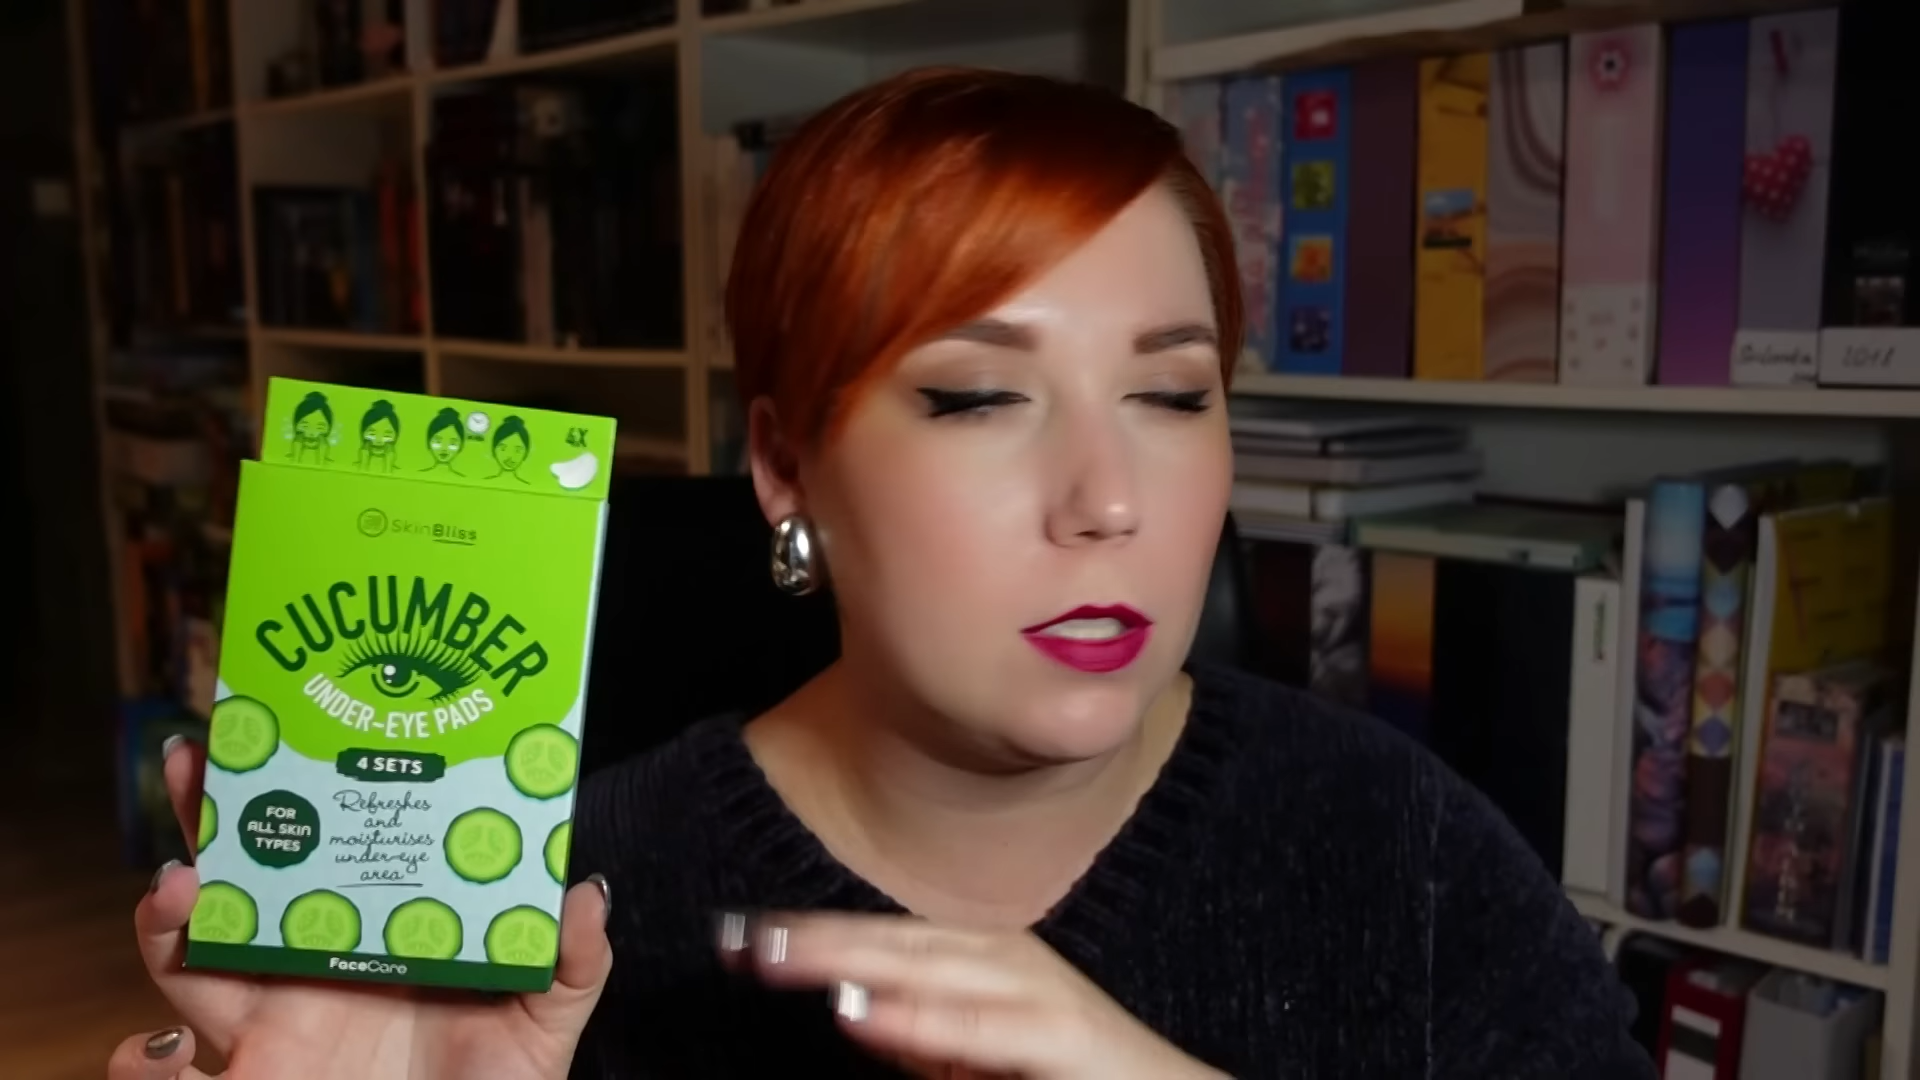 4X
SkinBliss
CUCUMBER
UNDER-EYE PADS
4 SETS
FOR
ALL SKIN
TYPES
Refreshes
and
moisturises
under-eye
area
FaceCare
2018